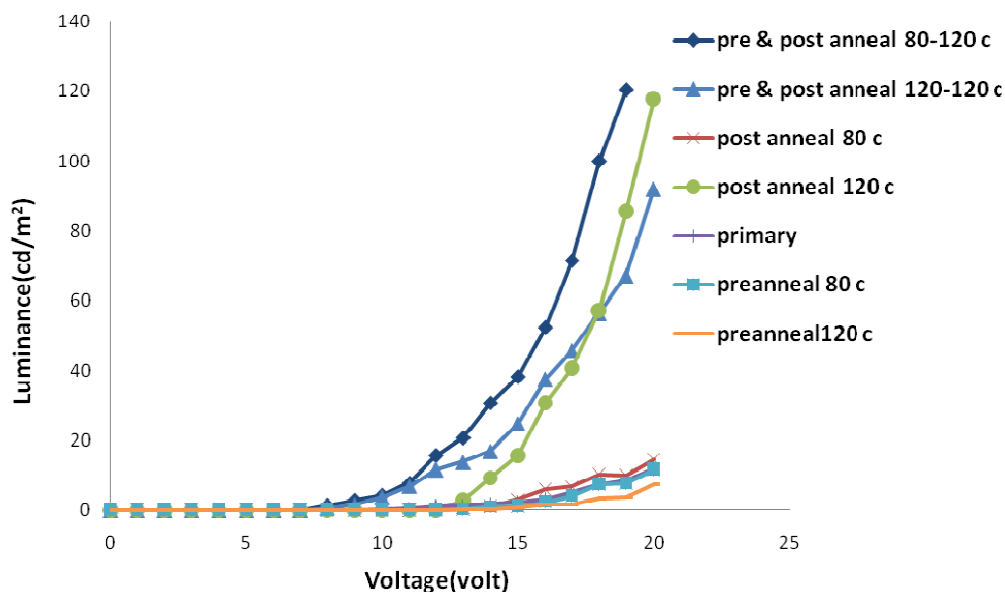 140
120
100
80
60
40
20
0
Luminance(cd/m²)
0
5
10
15
20
25
Voltage(volt)
pre & post anneal 80-120 c
pre & post anneal 120-120 c
post anneal 80 c
post anneal 120 c
primary
preanneal 80 c
preanneal120 c